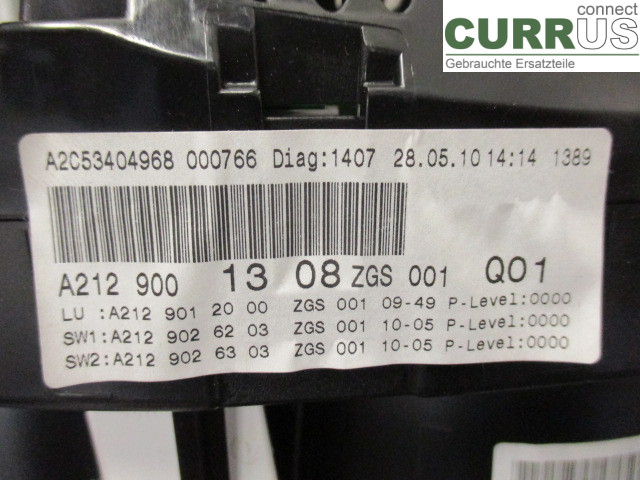 connect
CURRUS
Gebrauchte Ersatzteile
A2C53404968 000766 Diag:1407 28.05.10 14:14 1389
A212 900 13 08 ZGS 001 Q01
LU :A212 901 20 00 ZGS 001 09-49 P-Level:0000
SW1:A212 902 62 03 ZGS 001 10-05 P-Level:0000
SW2:A212 902 63 03 ZGS 001 10-05 P-Level:0000